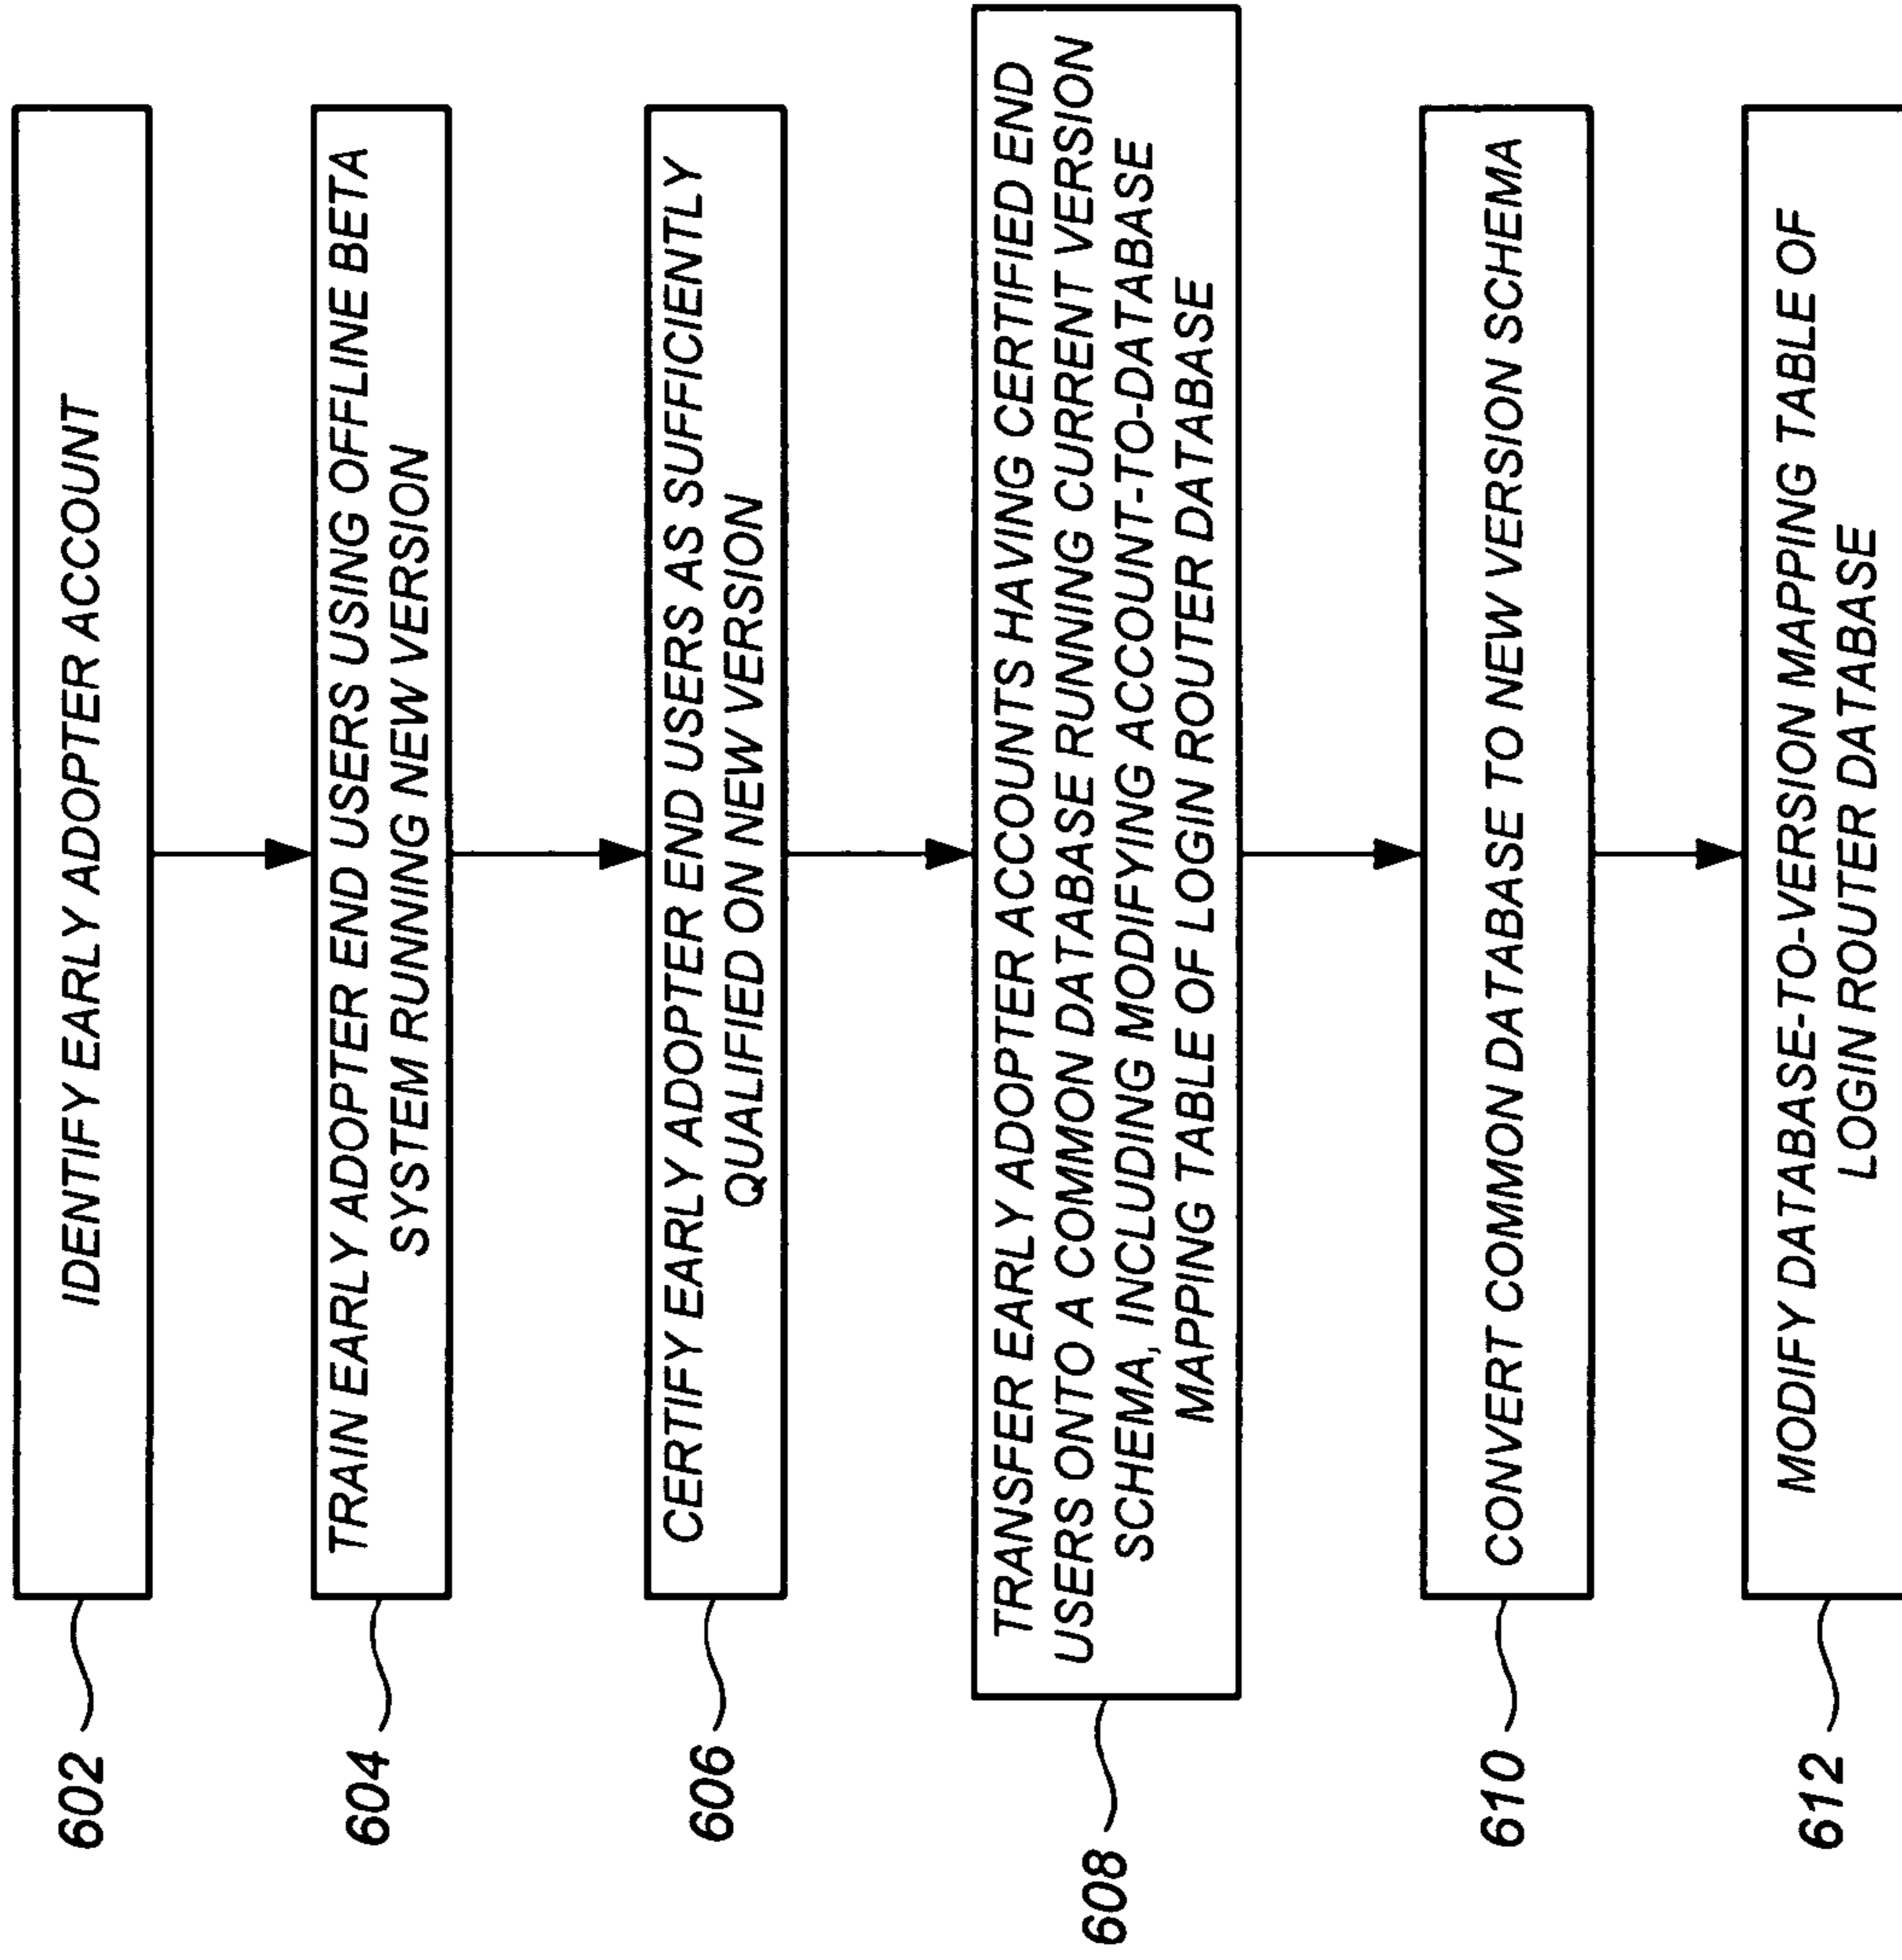 602
IDENTIFY EARLY ADOPTER ACCOUNT
604
TRAIN EARLY ADOPTER END USERS USING OFFLINE BETA
SYSTEM RUNNING NEW VERSION
606
CERTIFY EARLY ADOPTER END USERS AS SUFFICIENTLY
QUALIFIED ON NEW VERSION
608
TRANSFER EARLY ADOPTER ACCOUNTS HAVING CERTIFIED END
USERS ONTO A COMMON DATABASE RUNNING CURRENT VERSION
SCHEMA, INCLUDING MODIFYING ACCOUNT-TO-DATABASE
MAPPING TABLE OF LOGIN ROUTER DATABASE
610
CONVERT COMMON DATABASE TO NEW VERSION SCHEMA
612
MODIFY DATABASE-TO-VERSION MAPPING TABLE OF
LOGIN ROUTER DATABASE